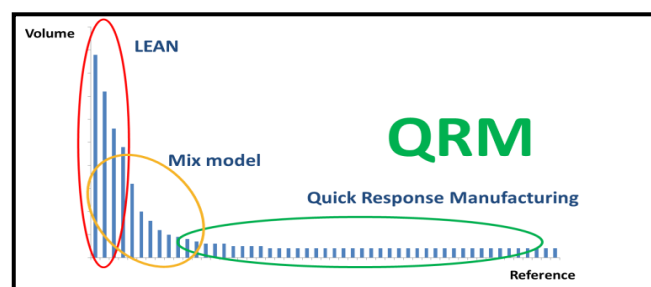 Volume
LEAN
QRM
Mix model
Quick Response Manufacturing
Reference